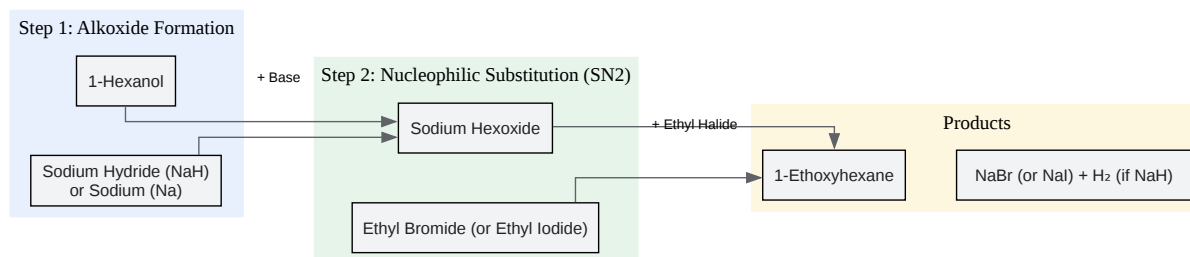 Step 1: Alkoxide Formation
1-Hexanol
Sodium Hydride (NaH)
or Sodium (Na)
+ Base
Step 2: Nucleophilic Substitution (SN2)
Sodium Hexoxide
Ethyl Bromide (or Ethyl Iodide)
+ Ethyl Halide
Products
1-Ethoxyhexane
NaBr (or NaI) + H₂ (if NaH)